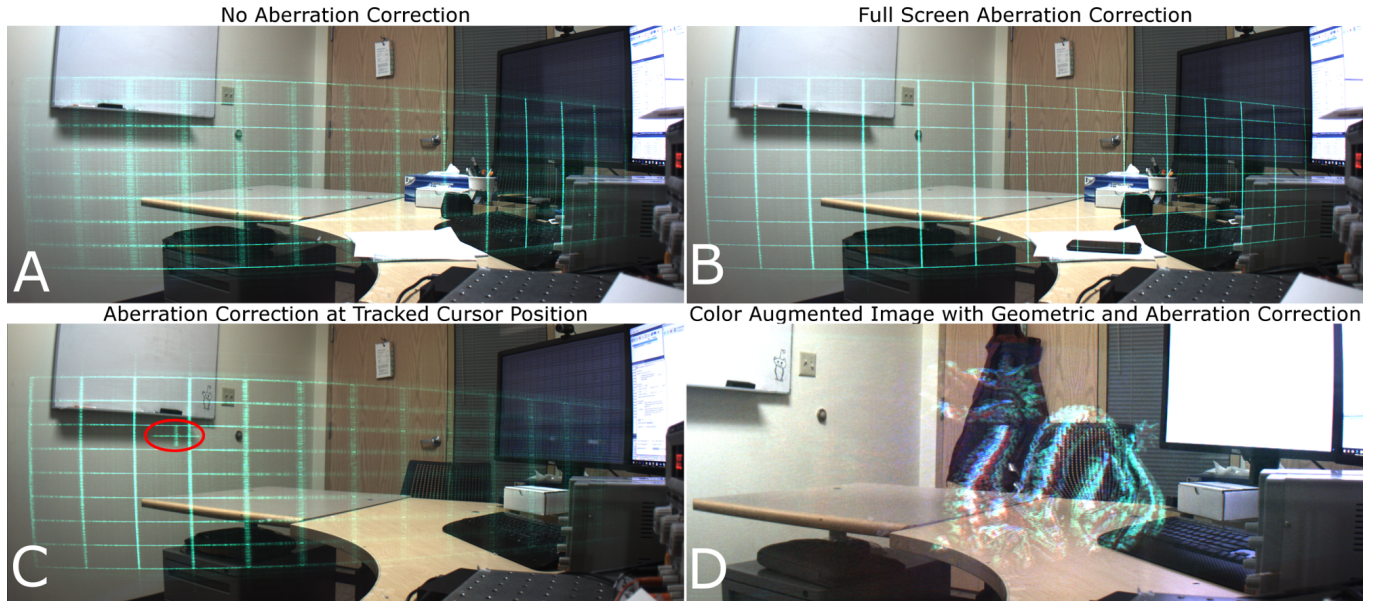 No Aberration Correction
Full Screen Aberration Correction
A
B
Aberration Correction at Tracked Cursor Position
Color Augmented Image with Geometric and Aberration Correction
C
D